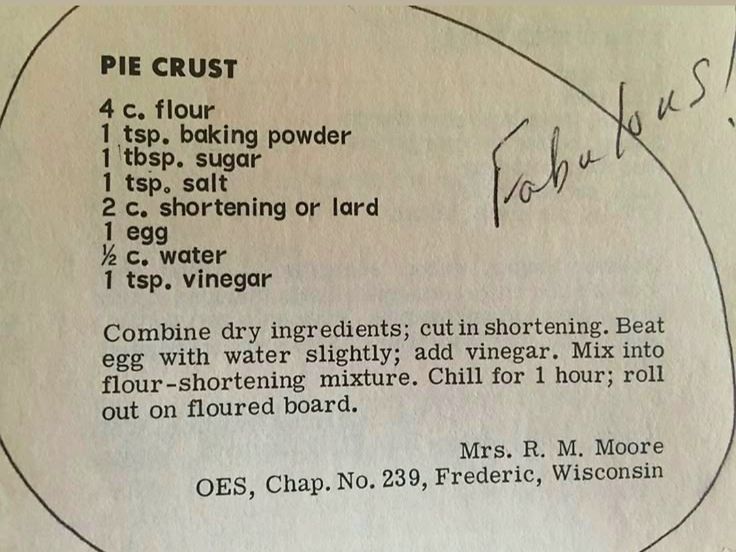 PIE CRUST
Fabulous!
4 c. flour
1 tsp. baking powder
1 tbsp. sugar
1 tsp. salt
2 c. shortening or lard
1 egg
½ c. water
1 tsp. vinegar
Combine dry ingredients; cut in shortening. Beat
egg with water slightly; add vinegar. Mix into
flour-shortening mixture. Chill for 1 hour; roll
out on floured board.
Mrs. R. M. Moore
OES, Chap. No. 239, Frederic, Wisconsin